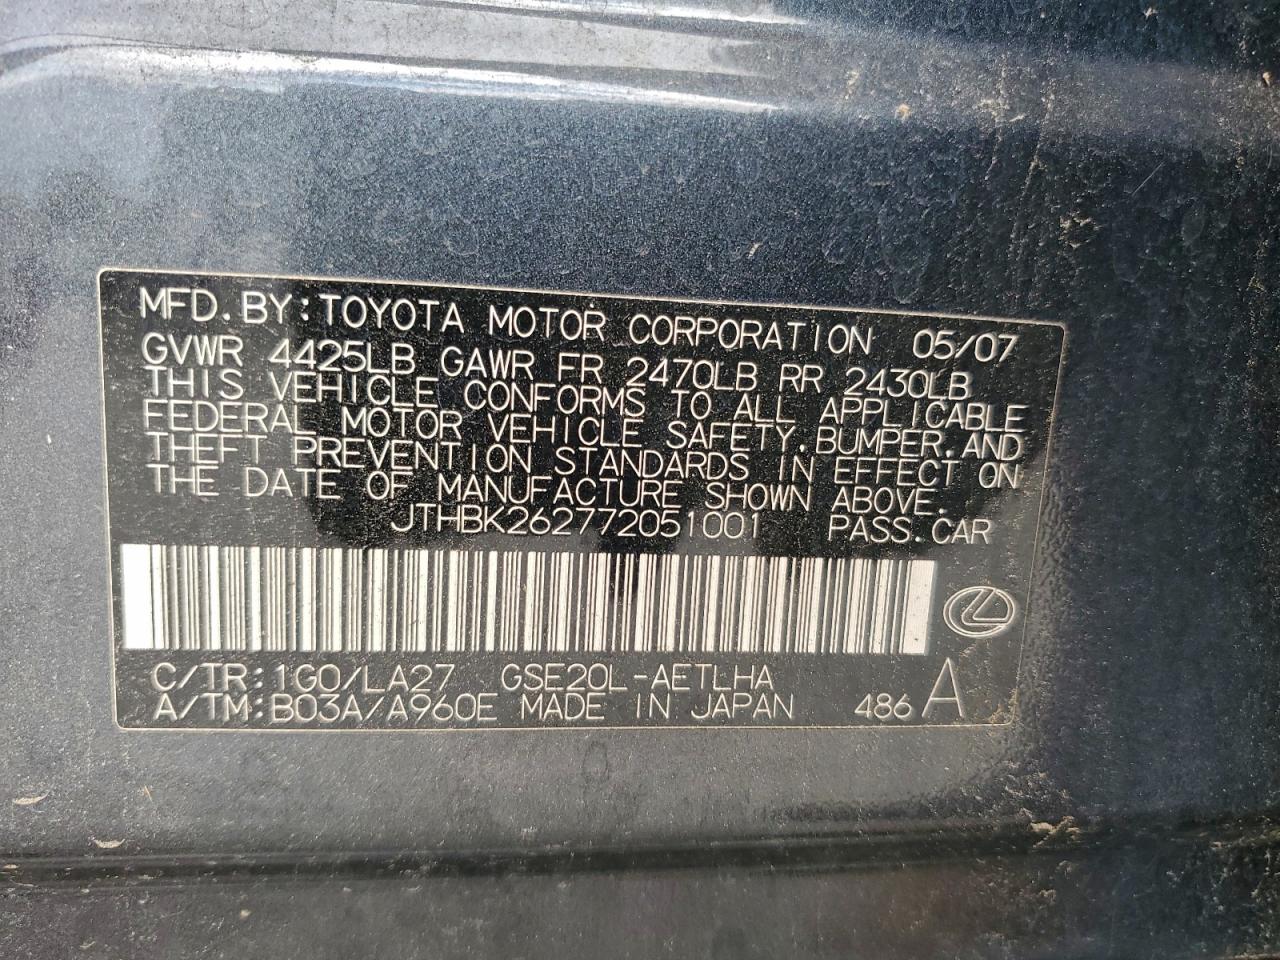 MFD.BY:TOYOTA MOTOR CORPORATION 05/07
GVWR 4425LB GAWR FR 2470LB RR 2430LB
THIS VEHICLE CONFORMS TO ALL APPLICABLE
FEDERAL MOTOR VEHICLE SAFETY,BUMPER,AND
THEFT PREVENTION STANDARDS IN EFFECT ON
THE DATE OF MANUFACTURE SHOWN ABOVE.
JTHBK262772051001 PASS.CAR
C/TR:1G0/LA27 GSE20L-AETLHA
A/TM:B03A/A960E MADE IN JAPAN 486 A